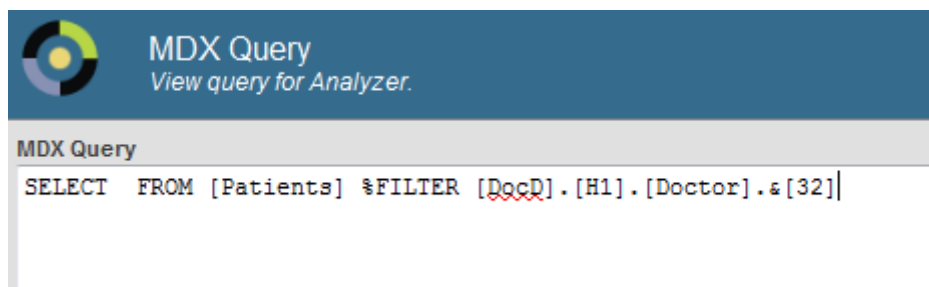 MDX Query
View query for Analyzer.
MDX Query
SELECT  FROM [Patients] %FILTER [DocD].[H1].[Doctor].&[32]